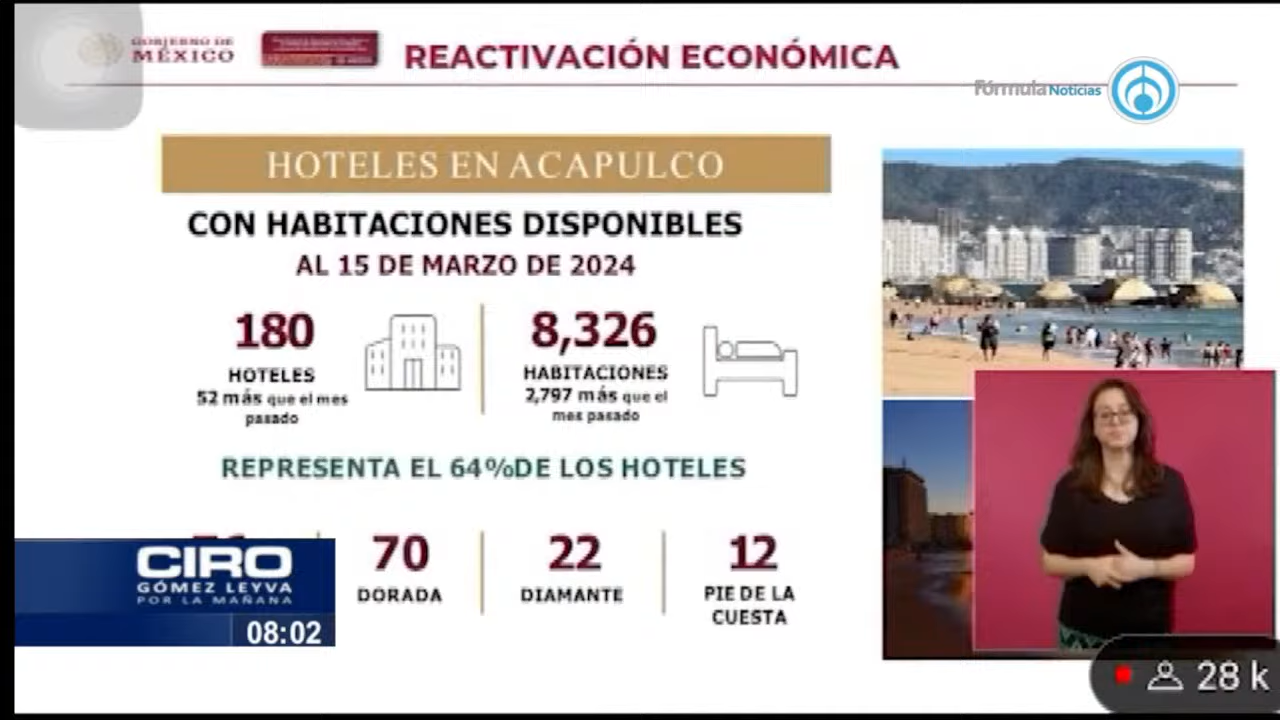 GOBIERNO DE
MÉXICO
REACTIVACIÓN ECONÓMICA
Fórmula Noticias
HOTELES EN ACAPULCO
CON HABITACIONES DISPONIBLES
AL 15 DE MARZO DE 2024
180
HOTELES
52 más que el mes
pasado
8,326
HABITACIONES
2,797 más que el
mes pasado
REPRESENTA EL 64%DE LOS HOTELES
70
DORADA
22
DIAMANTE
12
PIE DE LA
CUESTA
CIRO
GÓMEZ LEYVA
POR LA MAÑANA
08:02
28 k